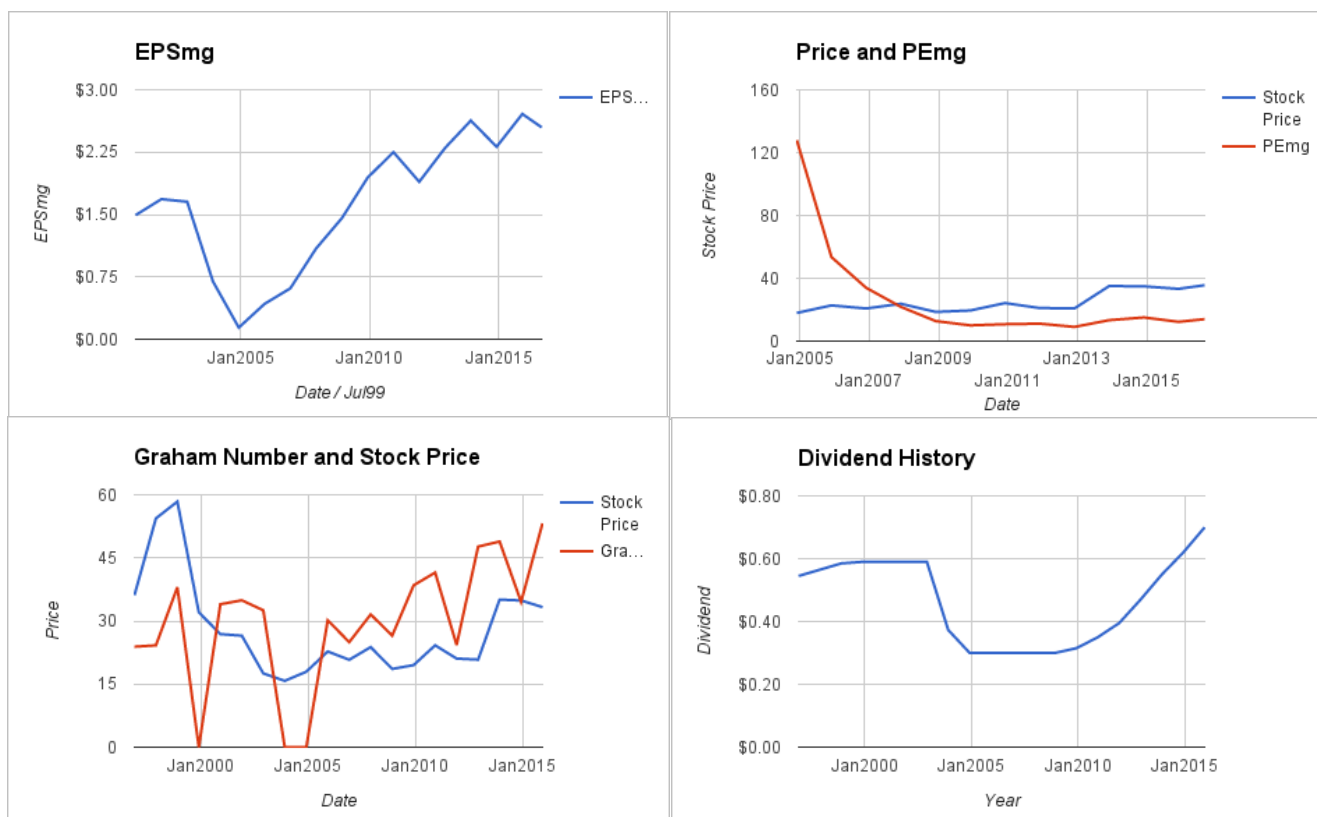 EPSmg
$3.00
$2.25
$1.50
$0.75
$0.00
EPSmg
Jan2005
Jan2010
Jan2015
Date / Jul99
EPS...
Price and PEmg
160
120
80
40
0
Stock Price
Jan2005
Jan2009
Jan2013
Jan2007
Jan2011
Jan2015
Date
Stock
Price
PEmg
Graham Number and Stock Price
60
45
30
15
0
Price
Jan2000
Jan2005
Jan2010
Jan2015
Date
Stock
Price
Gra...
Dividend History
$0.80
$0.60
$0.40
$0.20
$0.00
Dividend
Jan2000
Jan2005
Jan2010
Jan2015
Year